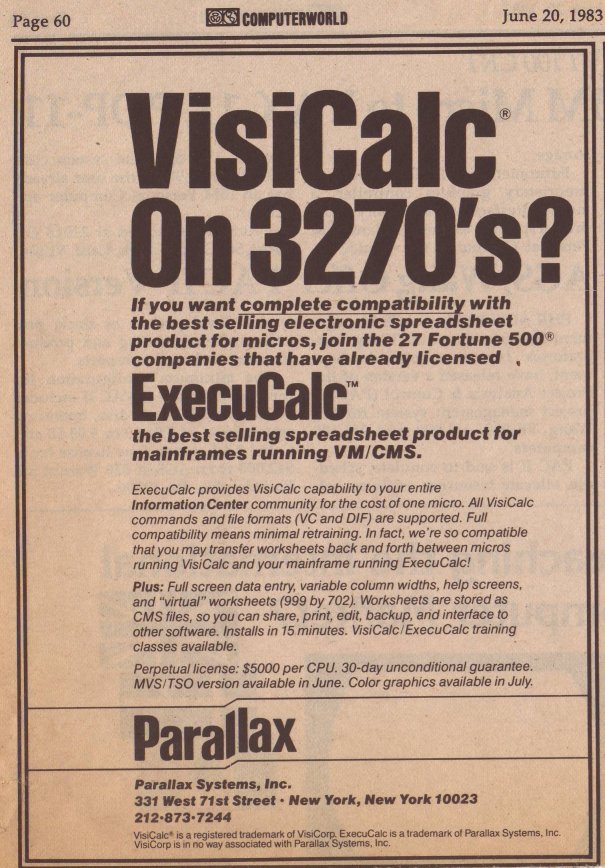 Page 60
COMPUTERWORLD
June 20, 1983
VisiCalc®
On 3270's?
If you want complete compatibility with
the best selling electronic spreadsheet
product for micros, join the 27 Fortune 500®
companies that have already licensed
ExecuCalc™
the best selling spreadsheet product for
mainframes running VM/CMS.
ExecuCalc provides VisiCalc capability to your entire
Information Center community for the cost of one micro. All VisiCalc
commands and file formats (VC and DIF) are supported. Full
compatibility means minimal retraining. In fact, we're so compatible
that you may transfer worksheets back and forth between micros
running VisiCalc and your mainframe running ExecuCalc!
Plus: Full screen data entry, variable column widths, help screens,
and "virtual" worksheets (999 by 702). Worksheets are stored as
CMS files, so you can share, print, edit, backup, and interface to
other software. Installs in 15 minutes. VisiCalc/ExecuCalc training
classes available.
Perpetual license: $5000 per CPU. 30-day unconditional guarantee.
MVS/TSO version available in June. Color graphics available in July.
Parallax
Parallax Systems, Inc.
331 West 71st Street · New York, New York 10023
212·873·7244
VisiCalc® is a registered trademark of VisiCorp. ExecuCalc is a trademark of Parallax Systems, Inc.
VisiCorp is in no way associated with Parallax Systems, Inc.